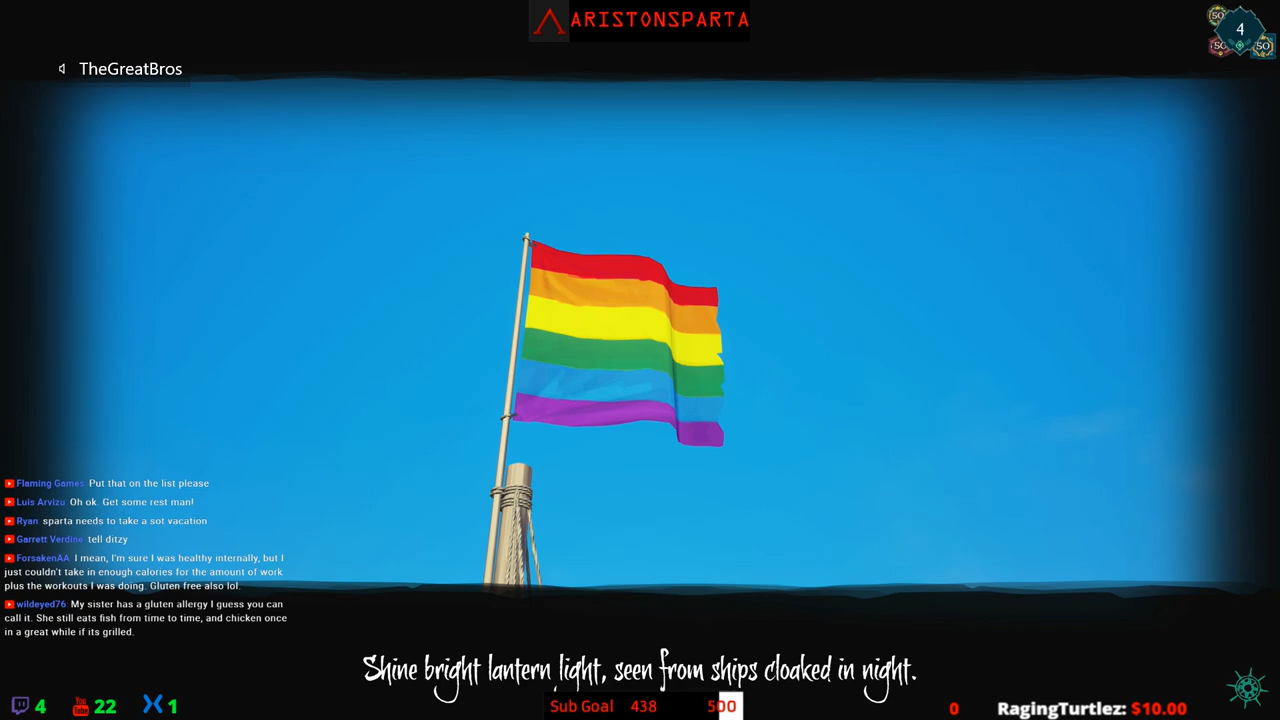 ARISTONSPARTA
50
4
50
50
TheGreatBros
Flaming Games Put that on the list please
Luis Arvizu Oh ok. Get some rest man!
Ryan sparta needs to take a sot vacation
Garrett Verdine tell ditzy
ForsakenAA I mean, I'm sure I was healthy internally, but I
just couldn't take in enough calories for the amount of work
plus the workouts I was doing. Gluten free also lol.
wildeyed76 My sister has a gluten allergy I guess you can
call it. She still eats fish from time to time, and chicken once
in a great while if its grilled.
Shine bright lantern light, seen from ships cloaked in night.
4 You Tube 22 1 Sub Goal 438 500 0 RagingTurtlez: $10.00